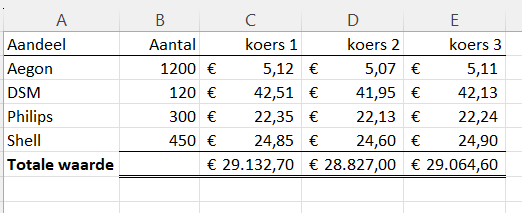 A B C D E
Aandeel Aantal koers 1 koers 2 koers 3
Aegon 1200 € 5,12 € 5,07 € 5,11
DSM 120 € 42,51 € 41,95 € 42,13
Philips 300 € 22,35 € 22,13 € 22,24
Shell 450 € 24,85 € 24,60 € 24,90
Totale waarde € 29.132,70 € 28.827,00 € 29.064,60